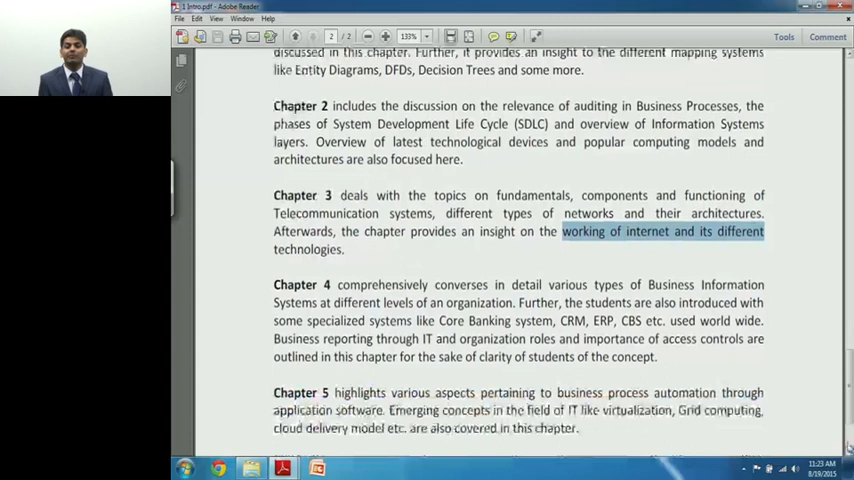 1 Intro.pdf - Adobe Reader
File Edit View Window Help
2 / 2 133% Tools Comment
discussed in this chapter. Further, it provides an insight to the different mapping systems
like Entity Diagrams, DFDs, Decision Trees and some more.
Chapter 2 includes the discussion on the relevance of auditing in Business Processes, the
phases of System Development Life Cycle (SDLC) and overview of Information Systems
layers. Overview of latest technological devices and popular computing models and
architectures are also focused here.
Chapter 3 deals with the topics on fundamentals, components and functioning of
Telecommunication systems, different types of networks and their architectures.
Afterwards, the chapter provides an insight on the working of internet and its different
technologies.
Chapter 4 comprehensively converses in detail various types of Business Information
Systems at different levels of an organization. Further, the students are also introduced with
some specialized systems like Core Banking system, CRM, ERP, CBS etc. used world wide.
Business reporting through IT and organization roles and importance of access controls are
outlined in this chapter for the sake of clarity of students of the concept.
Chapter 5 highlights various aspects pertaining to business process automation through
application software. Emerging concepts in the field of IT like virtualization, Grid computing,
cloud delivery model etc. are also covered in this chapter.
11:23 AM
8/19/2015